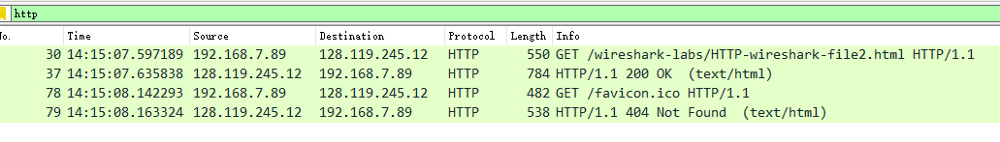 http
No. Time Source Destination Protocol Length Info
30 14:15:07.597189 192.168.7.89 128.119.245.12 HTTP 550 GET /wireshark-labs/HTTP-wireshark-file2.html HTTP/1.1
37 14:15:07.635838 128.119.245.12 192.168.7.89 HTTP 784 HTTP/1.1 200 OK (text/html)
78 14:15:08.142293 192.168.7.89 128.119.245.12 HTTP 482 GET /favicon.ico HTTP/1.1
79 14:15:08.163324 128.119.245.12 192.168.7.89 HTTP 538 HTTP/1.1 404 Not Found (text/html)